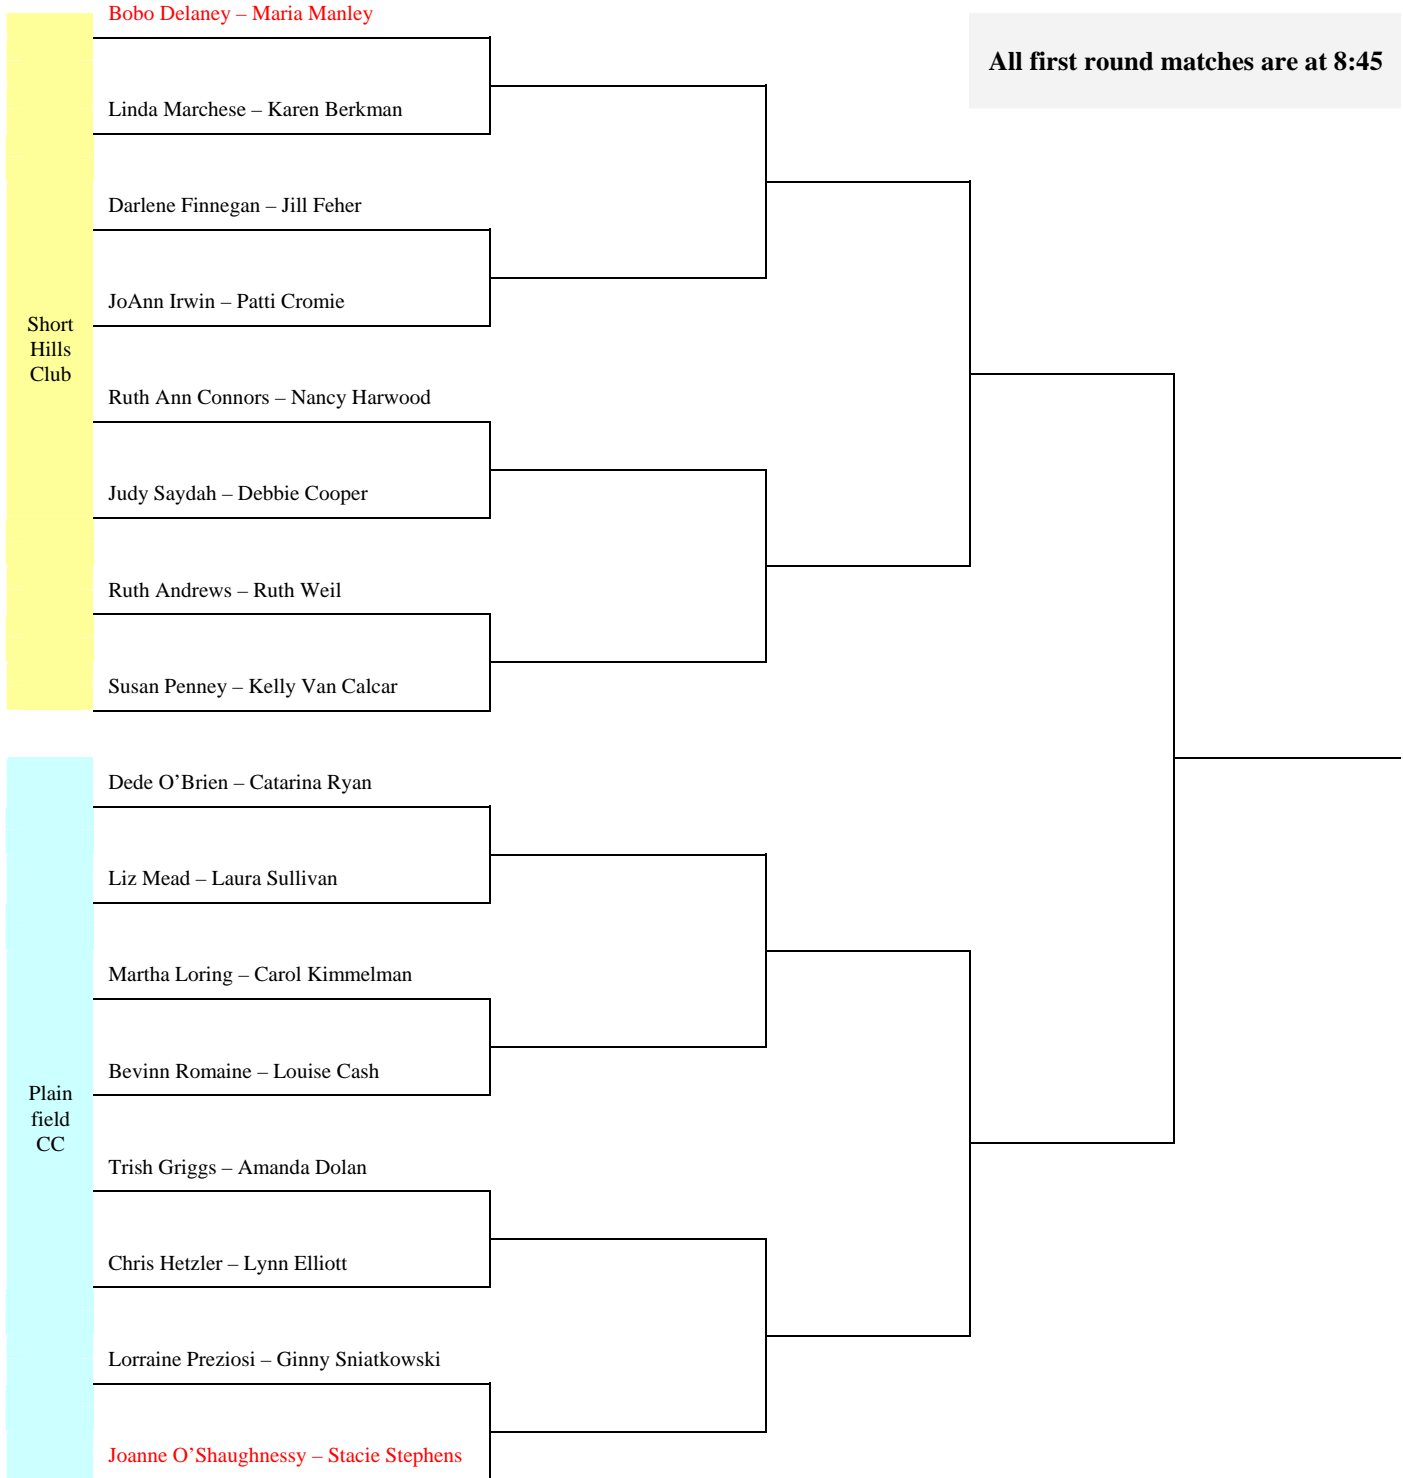 Bobo Delaney – Maria Manley
All first round matches are at 8:45
Linda Marchese – Karen Berkman
Darlene Finnegan – Jill Feher
JoAnn Irwin – Patti Cromie
Short
Hills
Club
Ruth Ann Connors – Nancy Harwood
Judy Saydah – Debbie Cooper
Ruth Andrews – Ruth Weil
Susan Penney – Kelly Van Calcar
Dede O’Brien – Catarina Ryan
Liz Mead – Laura Sullivan
Martha Loring – Carol Kimmelman
Bevinn Romaine – Louise Cash
Plain
field
CC
Trish Griggs – Amanda Dolan
Chris Hetzler – Lynn Elliott
Lorraine Preziosi – Ginny Sniatkowski
Joanne O’Shaughnessy – Stacie Stephens